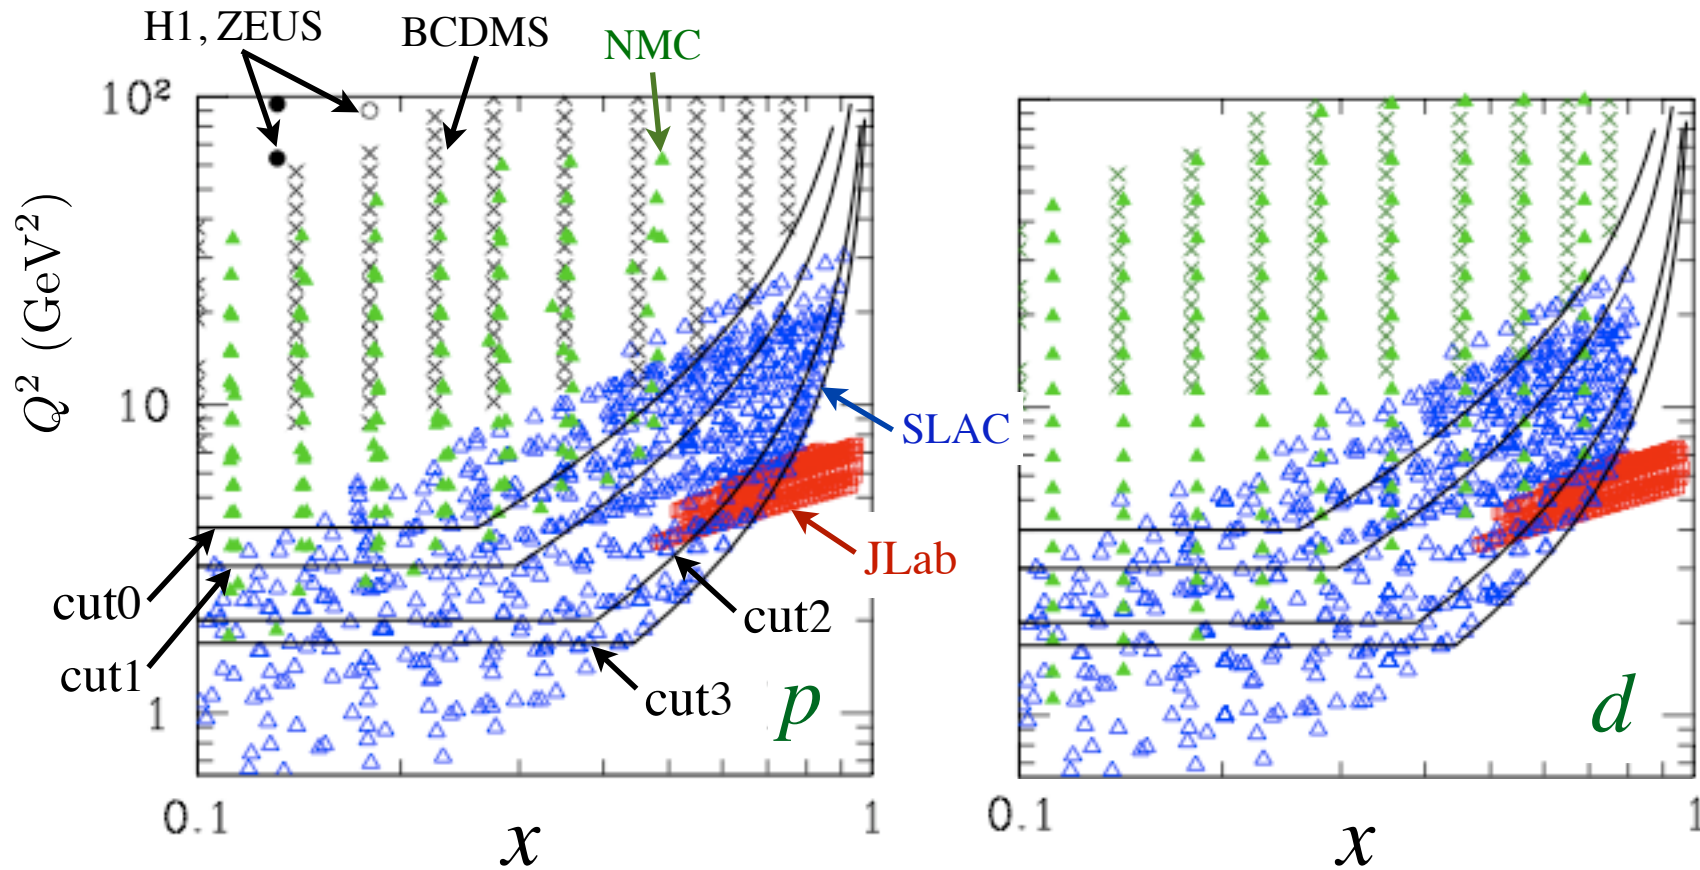 H1, ZEUS
BCDMS
NMC
10²
10
1
Q² (GeV²)
cut0
cut1
cut2
cut3
SLAC
JLab
p
d
0.1
1
x
0.1
1
x